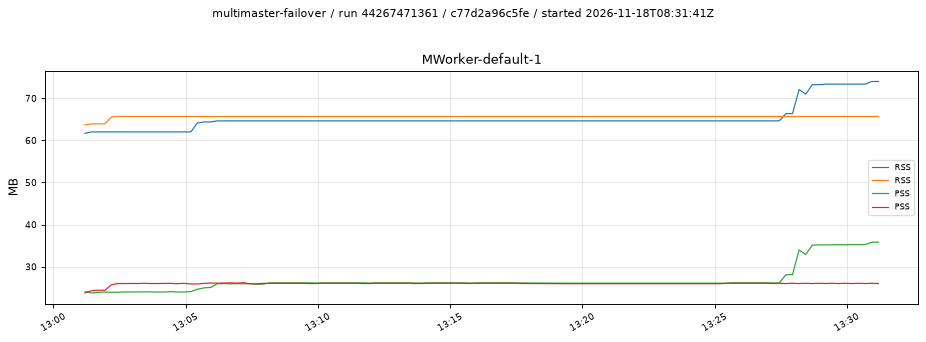 multimaster-failover / run 44267471361 / c77d2a96c5fe / started 2026-11-18T08:31:41Z
MWorker-default-1
MB
70
60
50
40
30
RSS
RSS
PSS
PSS
13:00
13:05
13:10
13:15
13:20
13:25
13:30